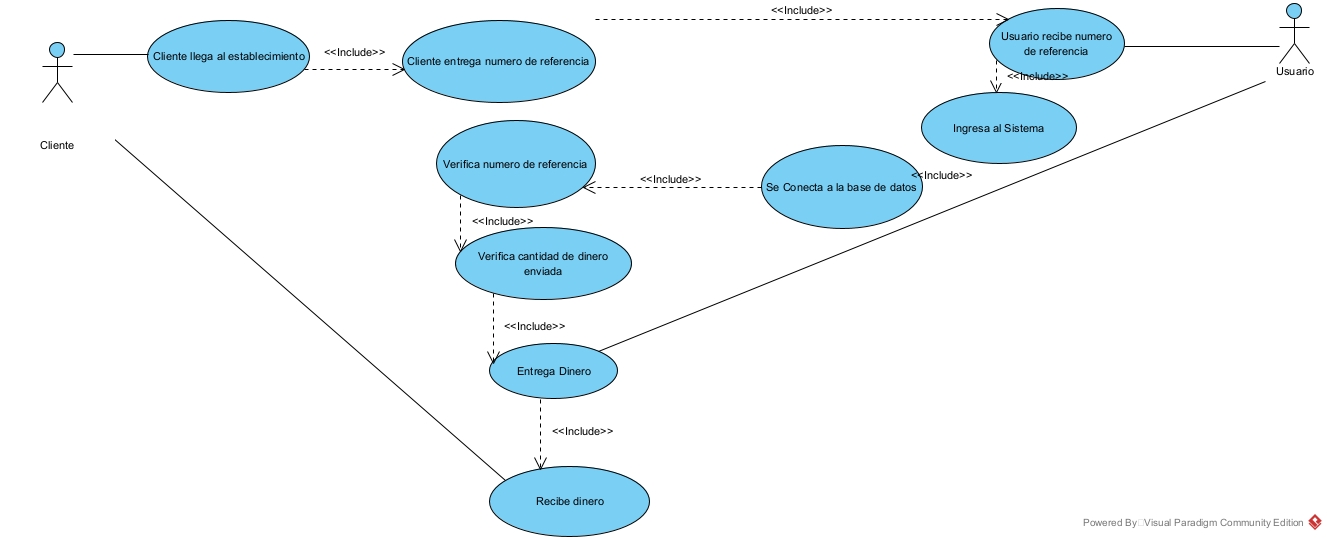 <<Include>>
Cliente llega al establecimiento
<<Include>>
Cliente entrega numero de referencia
Usuario recibe numero
de referencia
Usuario
<<Include>>
Ingresa al Sistema
Cliente
Verifica numero de referencia
<<Include>>
Se Conecta a la base de datos
<<Include>>
<<Include>>
Verifica cantidad de dinero
enviada
<<Include>>
Entrega Dinero
<<Include>>
Recibe dinero
Powered By Visual Paradigm Community Edition